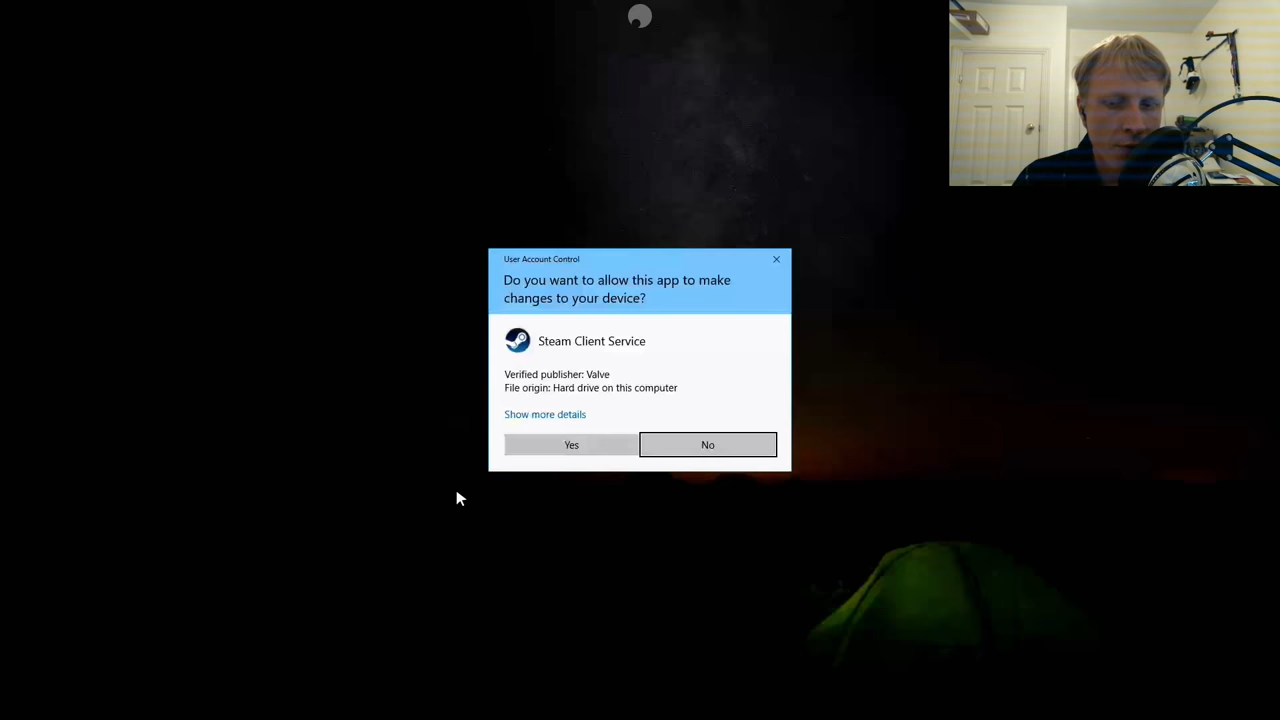 User Account Control
Do you want to allow this app to make
changes to your device?
Steam Client Service
Verified publisher: Valve
File origin: Hard drive on this computer
Show more details
Yes
No